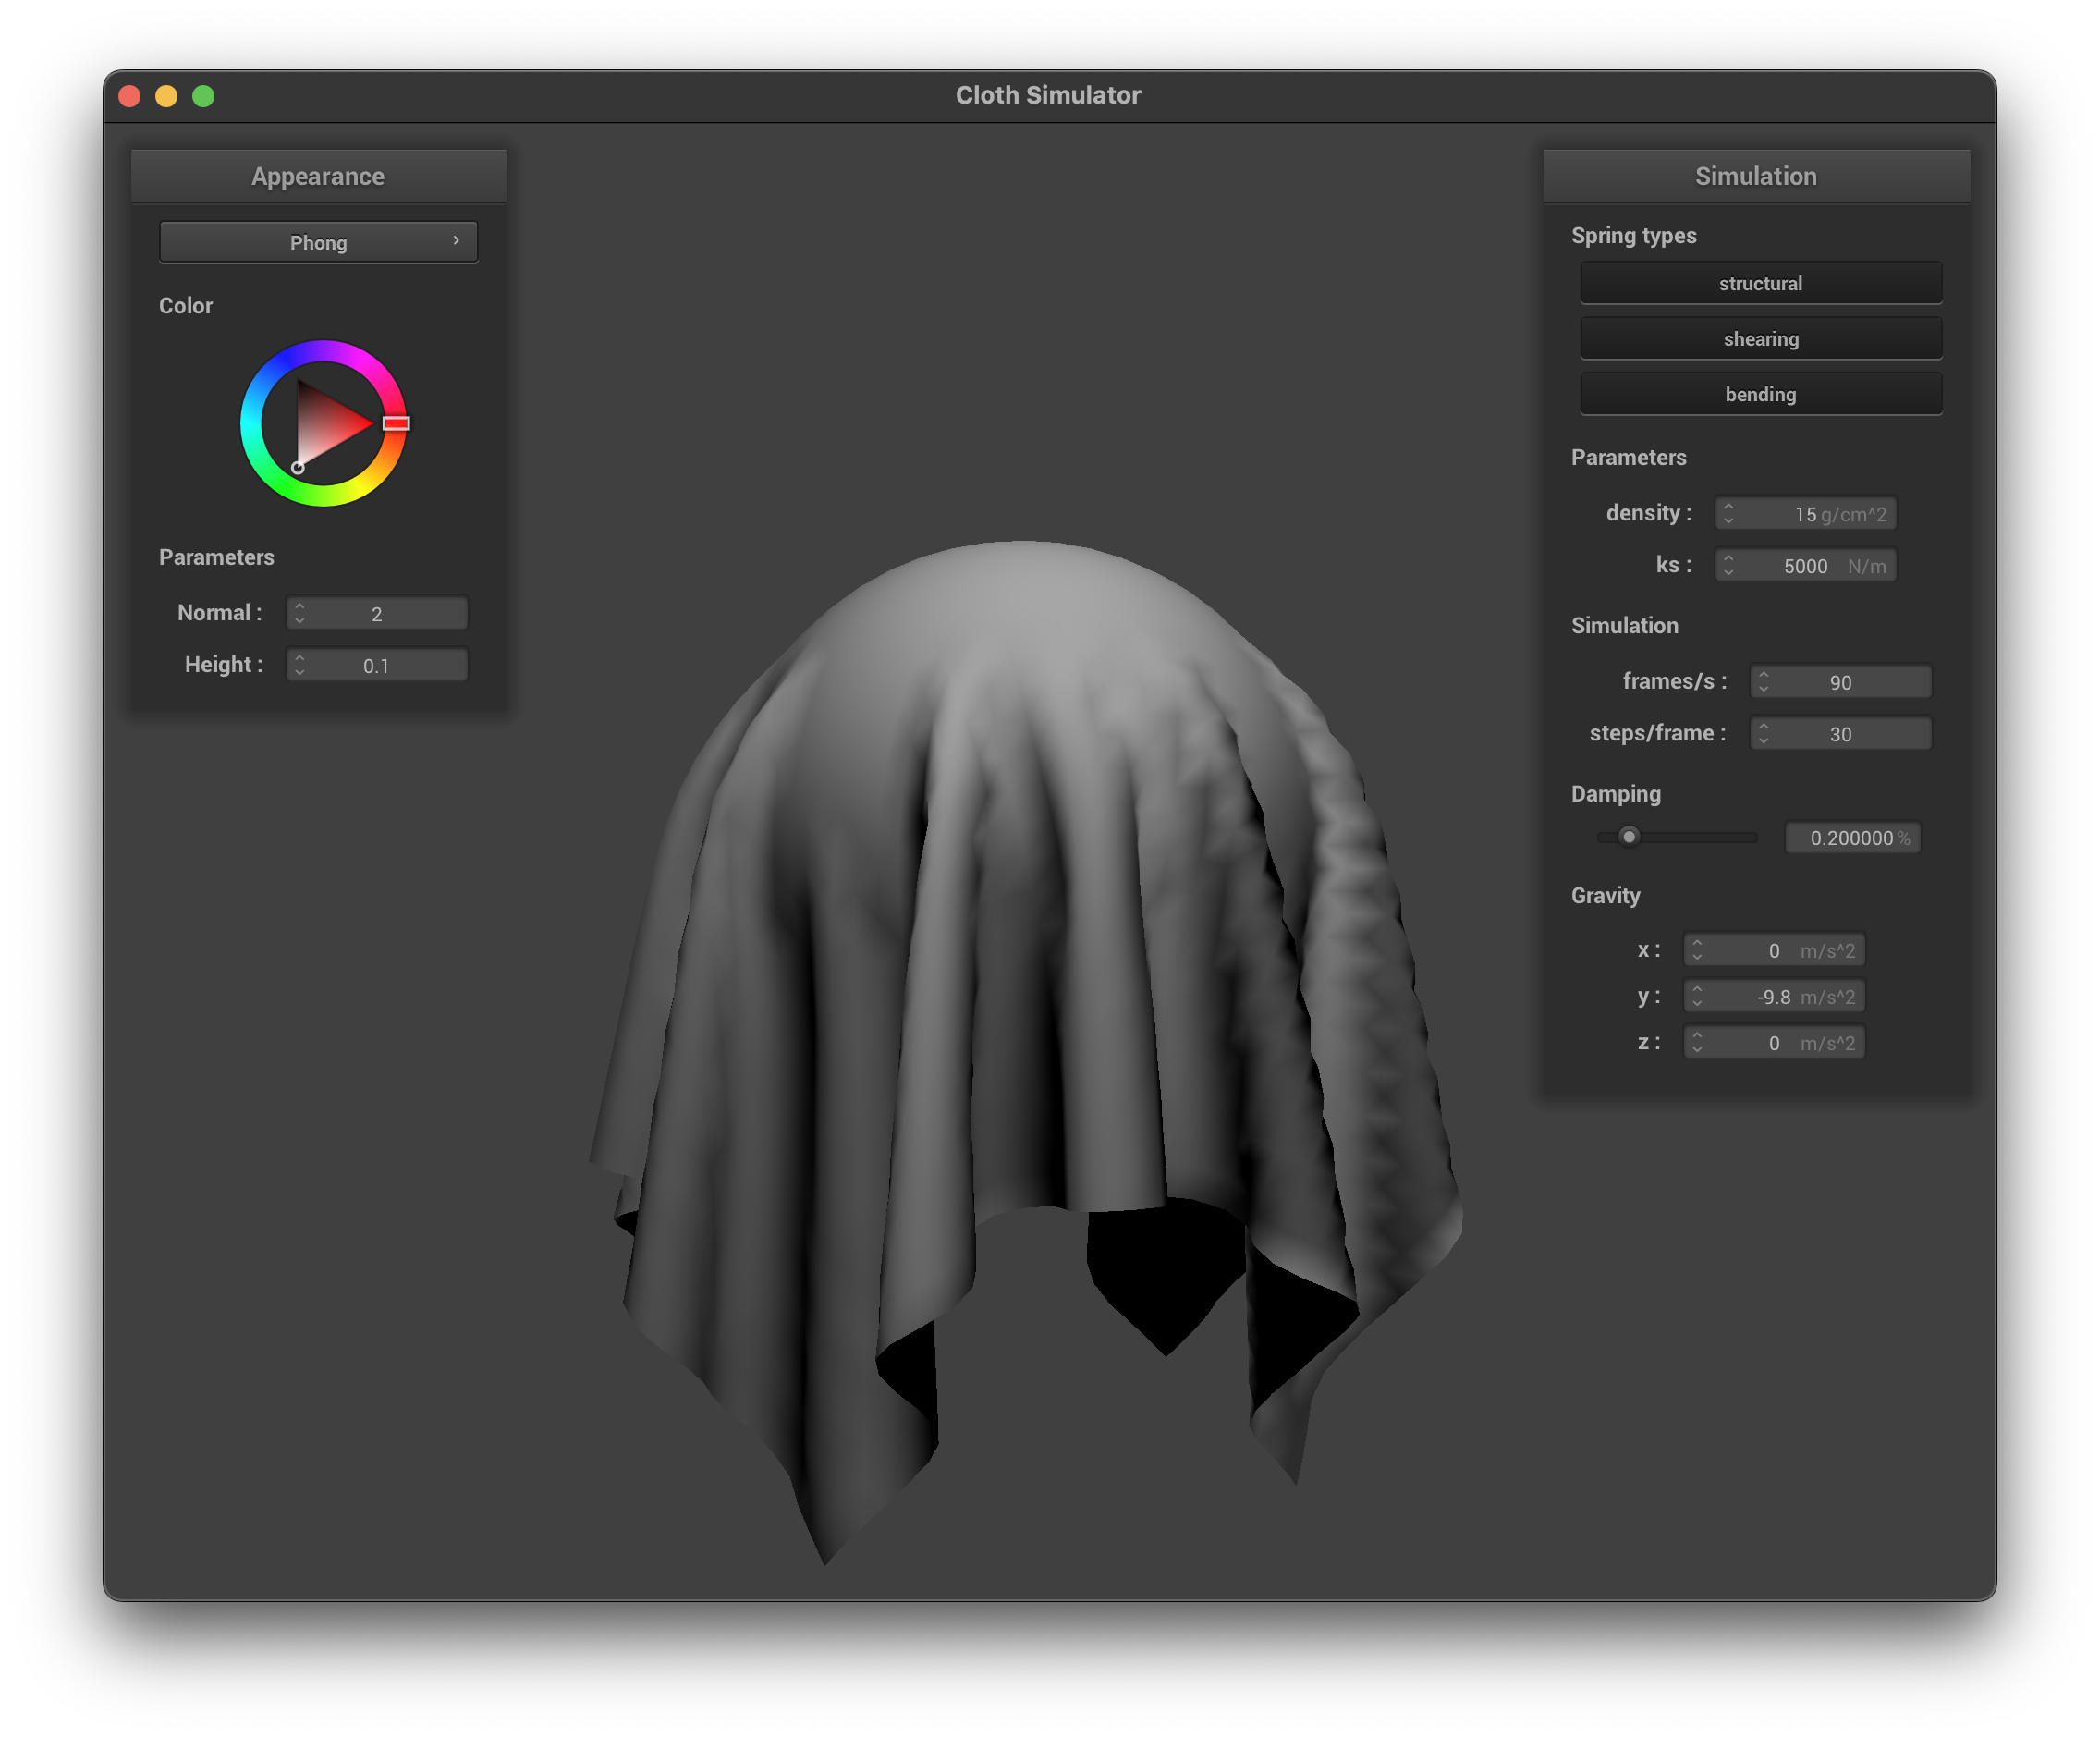 Cloth Simulator
Appearance
Phong
Color
Parameters
Normal : 2
Height : 0.1
Simulation
Spring types
structural
shearing
bending
Parameters
density : 15 g/cm^2
ks : 5000 N/m
Simulation
frames/s : 90
steps/frame : 30
Damping
0.200000 %
Gravity
x : 0 m/s^2
y : -9.8 m/s^2
z : 0 m/s^2